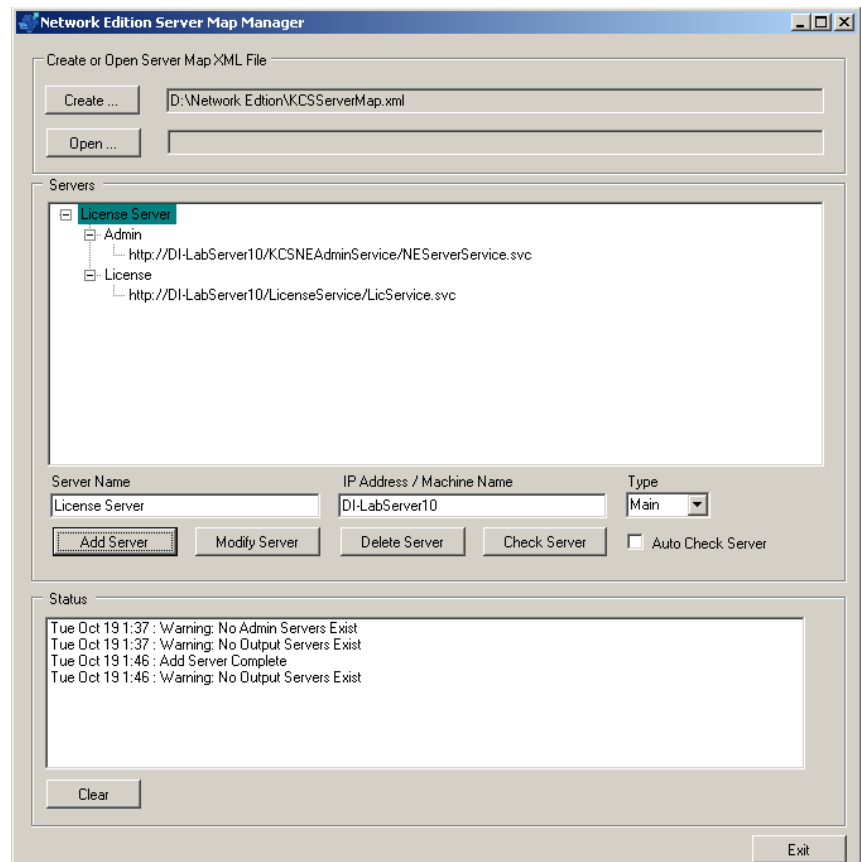 Network Edition Server Map Manager
Create or Open Server Map XML File
Create ...
D:\Network Edtion\KCSServerMap.xml
Open ...
Servers
License Server
Admin
http://DI-LabServer10/KCSNEAdminService/NEServerService.svc
License
http://DI-LabServer10/LicenseService/LicService.svc
Server Name IP Address / Machine Name Type
License Server DI-LabServer10 Main
Add Server Modify Server Delete Server Check Server Auto Check Server
Status
Tue Oct 19 1:37 : Warning: No Admin Servers Exist
Tue Oct 19 1:37 : Warning: No Output Servers Exist
Tue Oct 19 1:46 : Add Server Complete
Tue Oct 19 1:46 : Warning: No Output Servers Exist
Clear
Exit